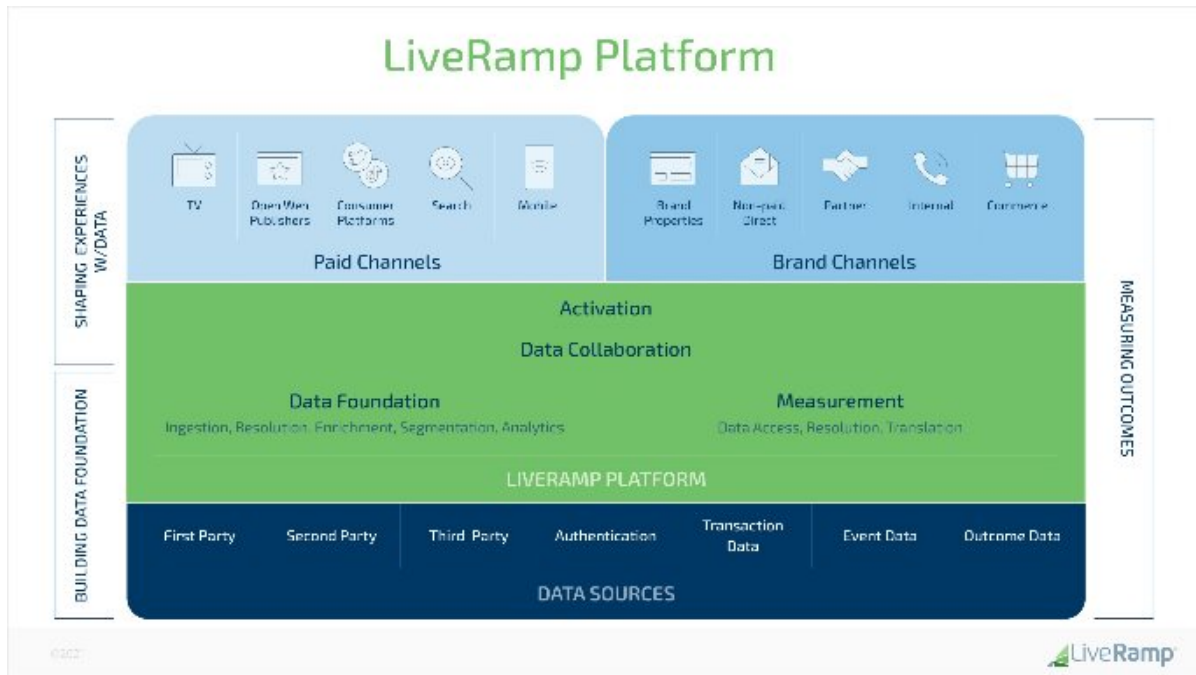 LiveRamp Platform
SHAPING EXPERIENCES
W/DATA
TV
Open Wen
Publishers
Consumer
Platforms
Search
Mobile
Paid Channels
Brand
Properties
Non-paid
Direct
Partner
Internal
Commerce
Brand Channels
Activation
Data Collaboration
Data Foundation
Ingestion, Resolution, Enrichment, Segmentation, Analytics
Measurement
Data Access, Resolution, Translation
LIVERAMP PLATFORM
BUILDING DATA FOUNDATION
First Party
Second Party
Third Party
Authentication
Transaction
Data
Event Data
Outcome Data
DATA SOURCES
MEASURING OUTCOMES
©2021
LiveRamp